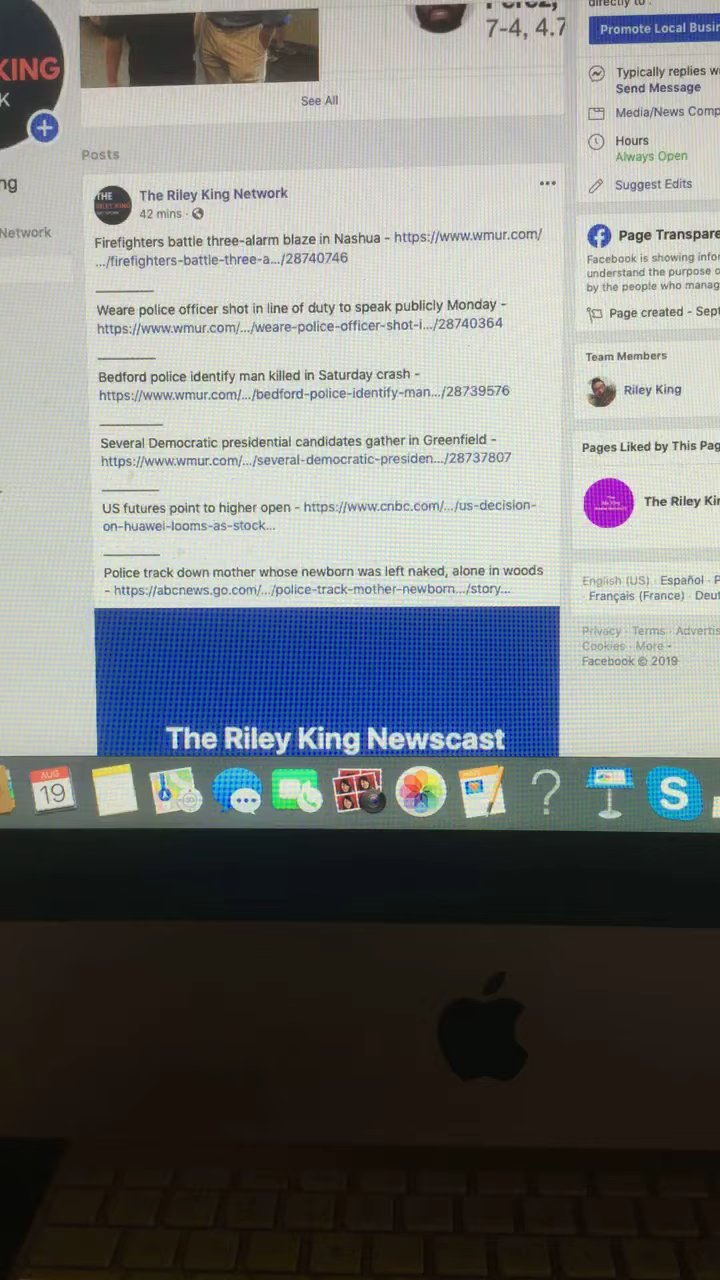 7-4, 4.7
KING
K
See All
ng
Network
Posts
THE
The Riley King Network
42 mins ·
Firefighters battle three-alarm blaze in Nashua - https://www.wmur.com/
…/firefighters-battle-three-a…/28740746
Weare police officer shot in line of duty to speak publicly Monday -
https://www.wmur.com/…/weare-police-officer-shot-i…/28740364
Bedford police identify man killed in Saturday crash -
https://www.wmur.com/…/bedford-police-identify-man…/28739576
Several Democratic presidential candidates gather in Greenfield -
https://www.wmur.com/…/several-democratic-presiden…/28737807
US futures point to higher open - https://www.cnbc.com/…/us-decision-
on-huawei-looms-as-stock...
Police track down mother whose newborn was left naked, alone in woods
- https://abcnews.go.com/…/police-track-mother-newborn…/story...
The Riley King Newscast
directly to
Promote Local Busin
Typically replies w
Send Message
Media/News Comp
Hours
Always Open
Suggest Edits
Page Transpare
Facebook is showing infor
understand the purpose o
by the people who manag
Page created - Sept
Team Members
Riley King
Pages Liked by This Pag
The Riley Kin
English (US) · Español · P
· Français (France) · Deut
Privacy · Terms · Advertis
Cookies · More
Facebook © 2019
AUG
19
S